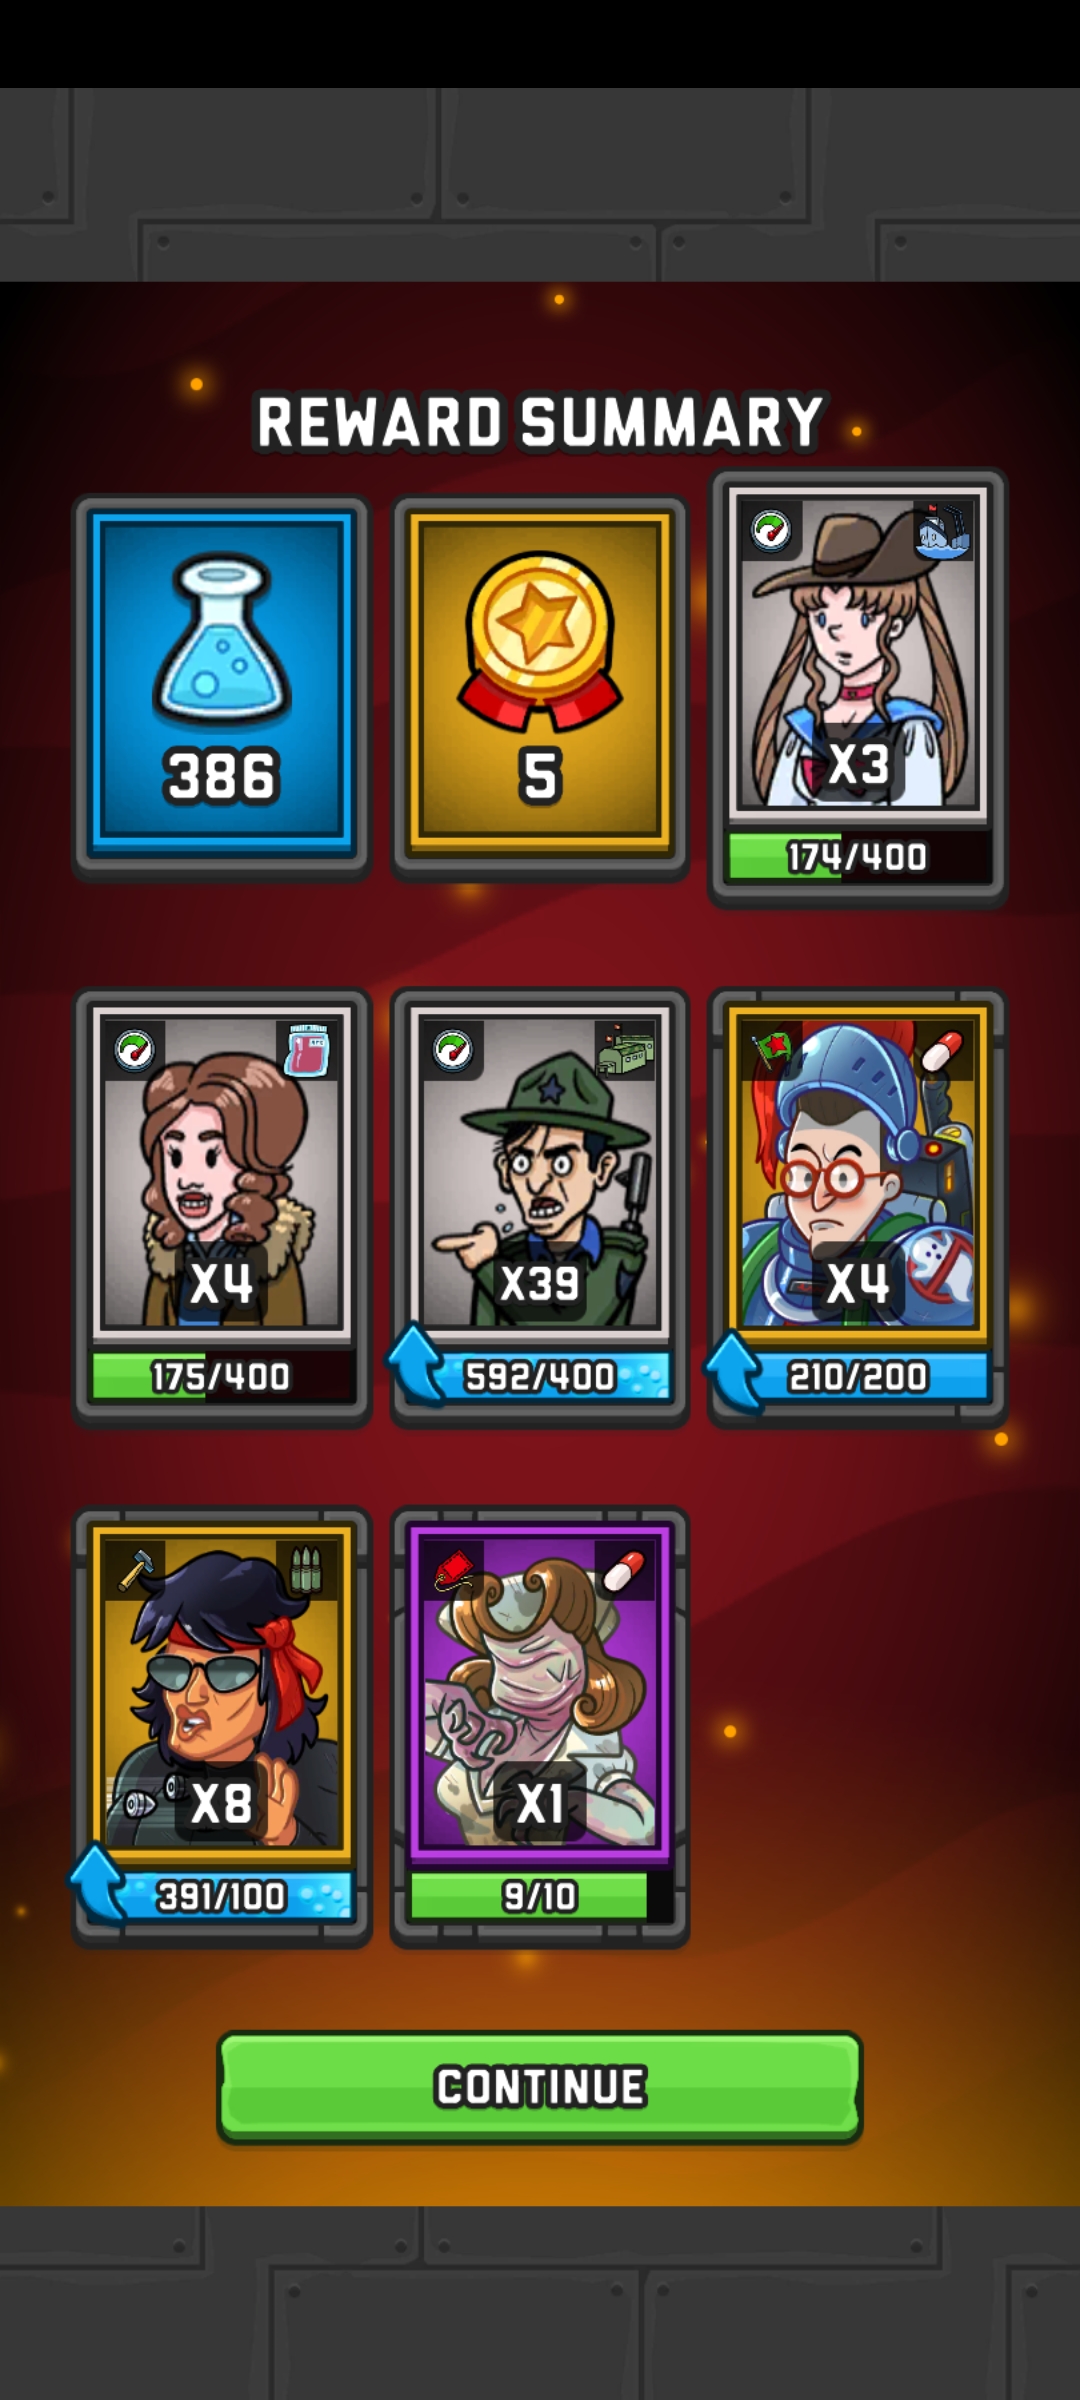 REWARD SUMMARY
386
5
X3
174/400
X4
175/400
X39
592/400
X4
210/200
X8
391/100
X1
9/10
CONTINUE